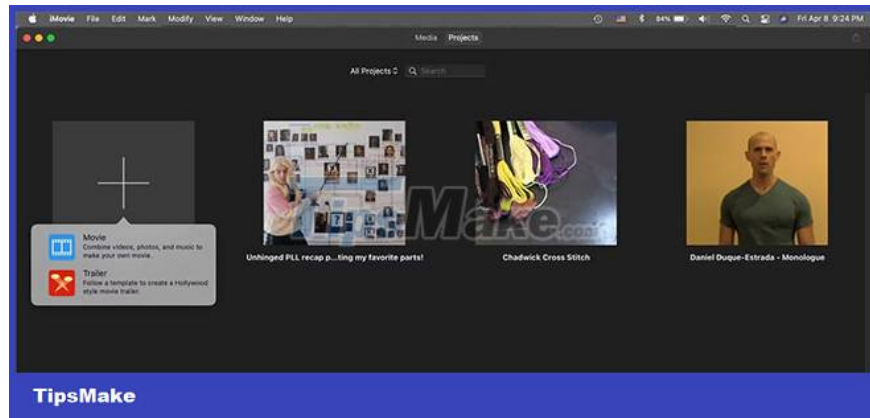 iMovie File Edit Mark Modify View Window Help 84% Fri Apr 8 9:24 PM
Media Projects
All Projects Search
TipsMake.com
Movie
Combine videos, photos, and music to
make your own movie.
Trailer
Follow a template to create a Hollywood
style movie trailer.
Unhinged PLL recap p...ting my favorite parts!
Chadwick Cross Stitch
Daniel Duque-Estrada - Monologue
TipsMake